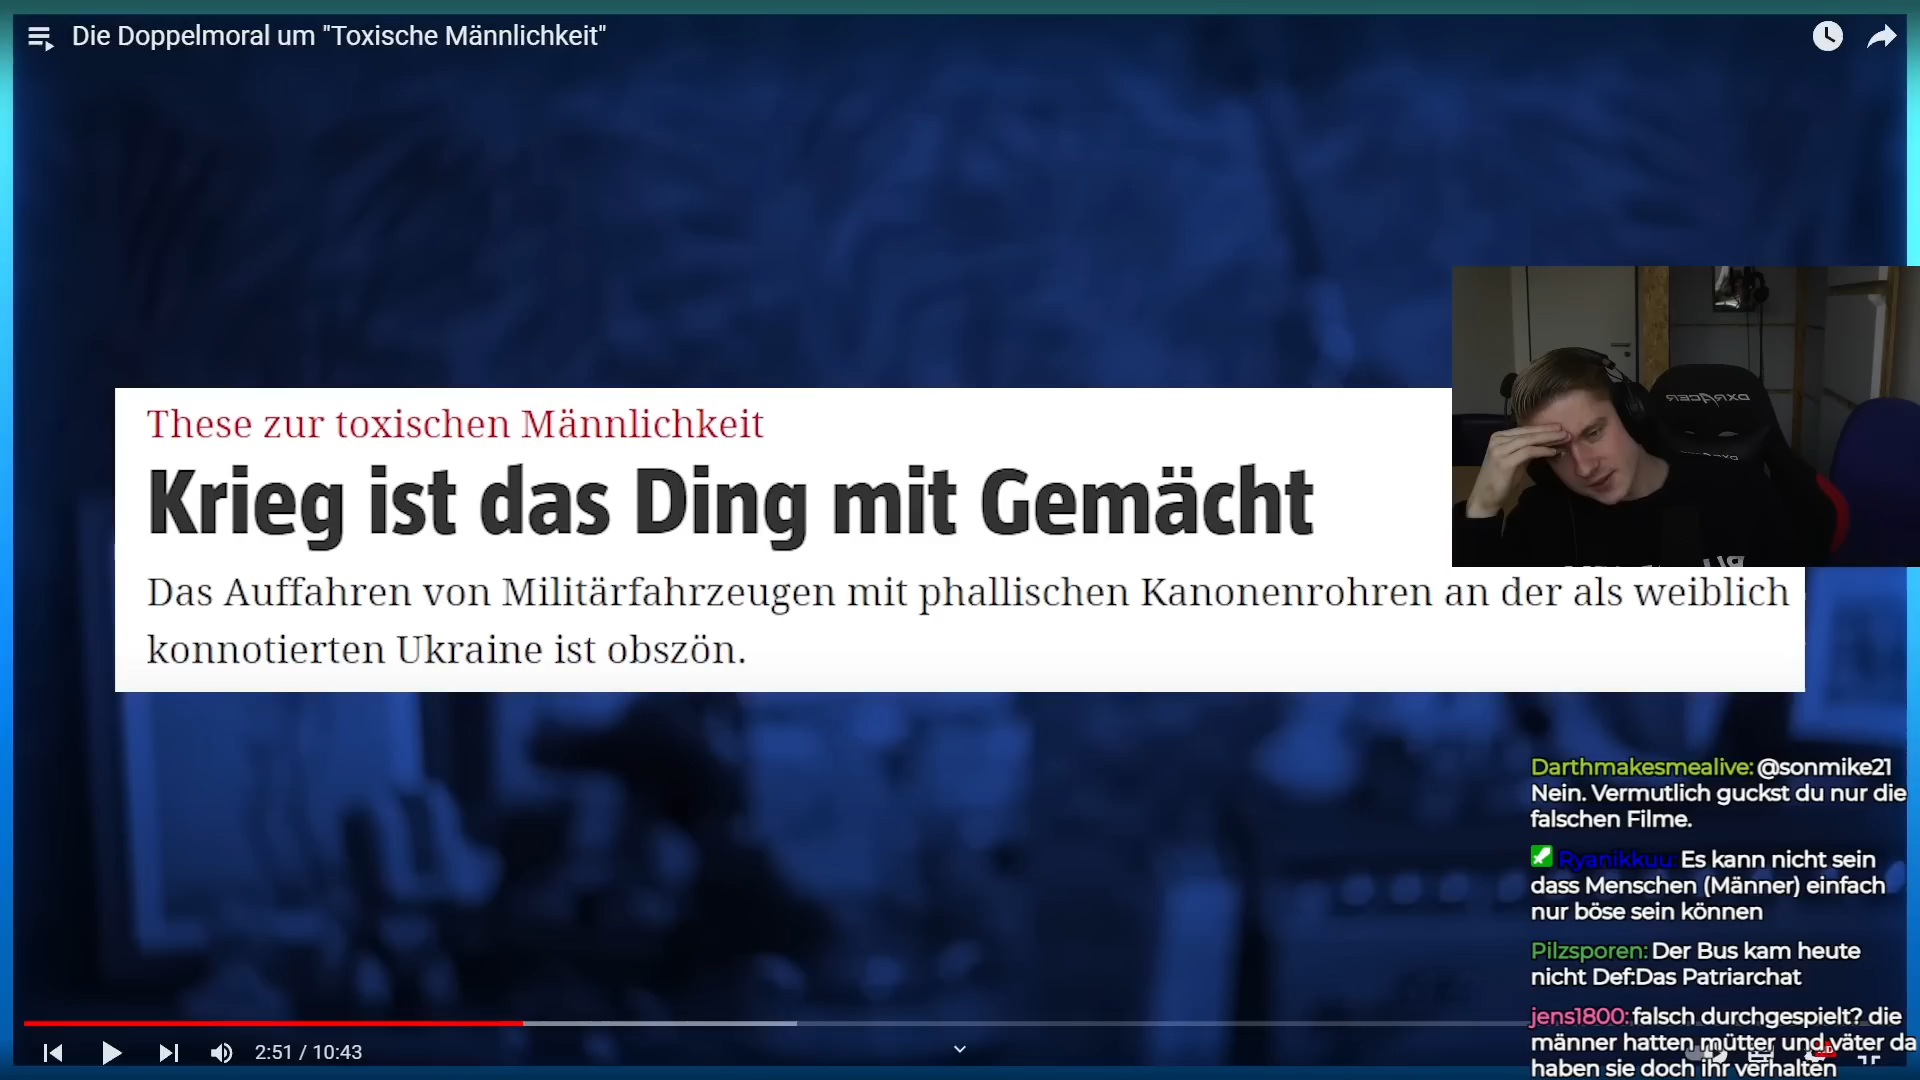 Die Doppelmoral um "Toxische Männlichkeit"
These zur toxischen Männlichkeit
Krieg ist das Ding mit Gemächt
Das Auffahren von Militärfahrzeugen mit phallischen Kanonenrohren an der als weiblich
konnotierten Ukraine ist obszön.
Darthmakesmealive: @sonmike21
Nein. Vermutlich guckst du nur die
falschen Filme.
Ryanikkuu: Es kann nicht sein
dass Menschen (Männer) einfach
nur böse sein können
Pilzsporen: Der Bus kam heute
nicht Def:Das Patriarchat
jens1800: falsch durchgespielt? die
männer hatten mütter und väter da
haben sie doch ihr verhalten
2:51 / 10:43